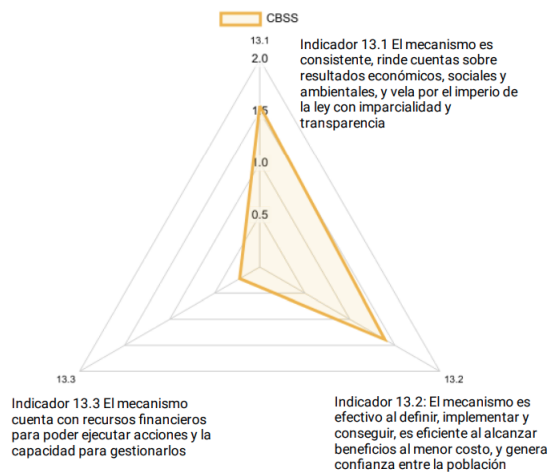 CBSS
13.1
2.0
1.5
1.0
0.5
Indicador 13.1 El mecanismo es
consistente, rinde cuentas sobre
resultados económicos, sociales y
ambientales, y vela por el imperio de
la ley con imparcialidad y
transparencia
13.3
13.2
Indicador 13.3 El mecanismo
cuenta con recursos financieros
para poder ejecutar acciones y la
capacidad para gestionarlos
Indicador 13.2: El mecanismo es
efectivo al definir, implementar y
conseguir, es eficiente al alcanzar
beneficios al menor costo, y genera
confianza entre la población